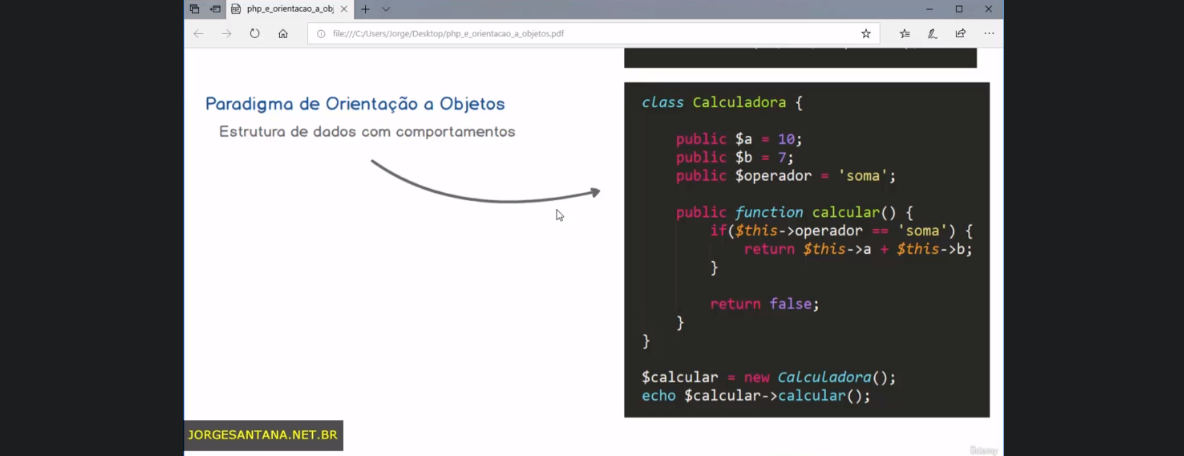 php_e_orientacao_a_obj
file:///C:/Users/Jorge/Desktop/php_e_orientacao_a_objetos.pdf
Paradigma de Orientação a Objetos
Estrutura de dados com comportamentos
class Calculadora {
public $a = 10;
public $b = 7;
public $operador = 'soma';
public function calcular() {
if($this->operador == 'soma') {
return $this->a + $this->b;
}
return false;
}
}
$calcular = new Calculadora();
echo $calcular->calcular();
JORGESANTANA.NET.BR
Udemy